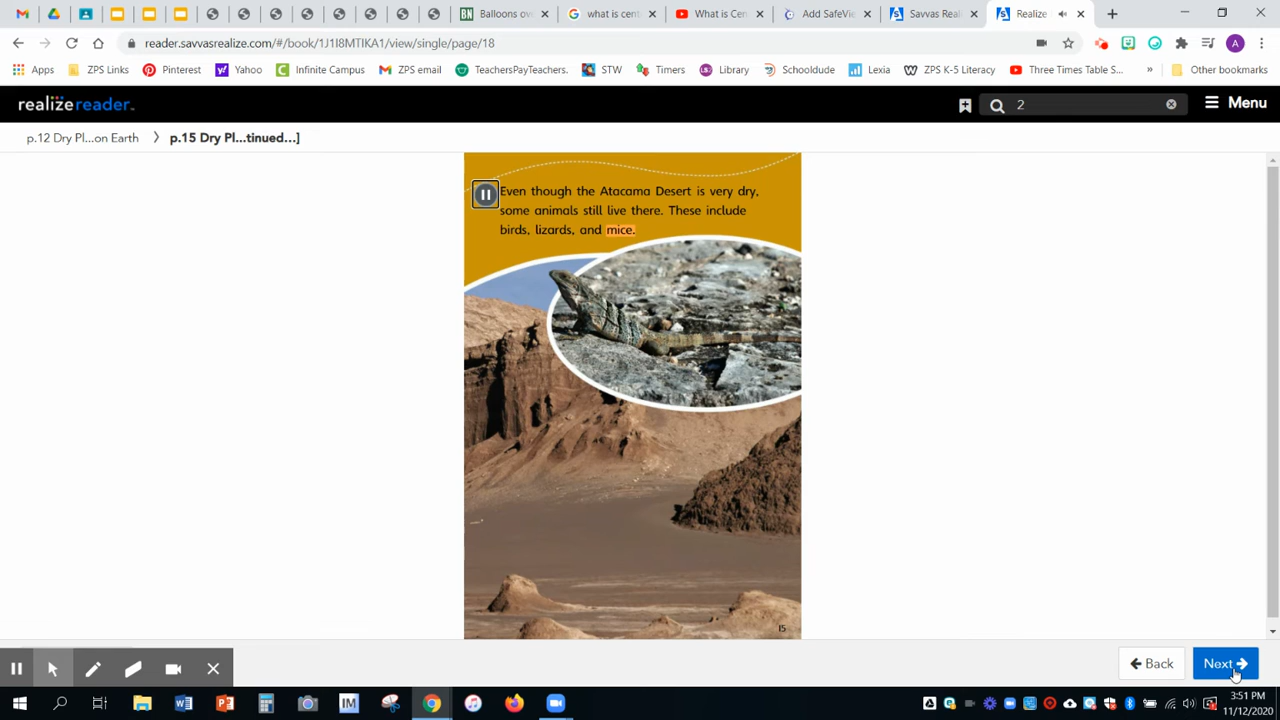 Balloons ov
what is cent
What is Cen
Add SafeVie
Savvas Reali
Realize
reader.savvasrealize.com/#/book/1J1I8MTIKA1/view/single/page/18
A
Apps
ZPS Links
Pinterest
Yahoo
Infinite Campus
ZPS email
TeachersPayTeachers.
STW
Timers
Library
Schooldude
Lexia
ZPS K-5 Literacy
Three Times Table S...
»
Other bookmarks
realizereader.
2
Menu
p.12 Dry Pl...on Earth
p.15 Dry Pl...tinued...]
Even though the Atacama Desert is very dry,
some animals still live there. These include
birds, lizards, and mice.
15
Back
Next
3:51 PM
11/12/2020